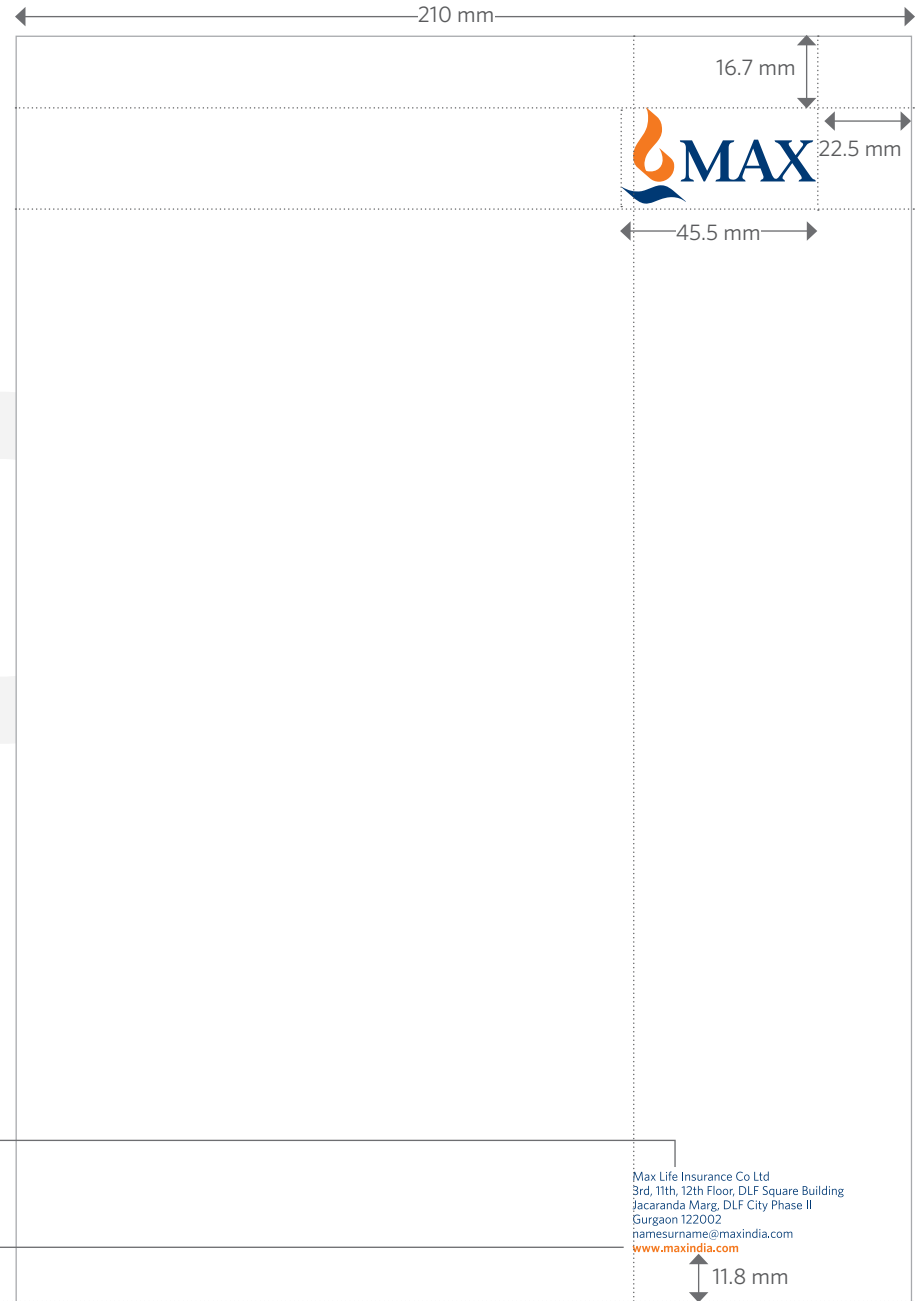 210 mm
16.7 mm
22.5 mm
MAX
45.5 mm
Max Life Insurance Co Ltd
3rd, 11th, 12th Floor, DLF Square Building
Jacaranda Marg, DLF City Phase II
Gurgaon 122002
namesurname@maxindia.com
www.maxindia.com
11.8 mm